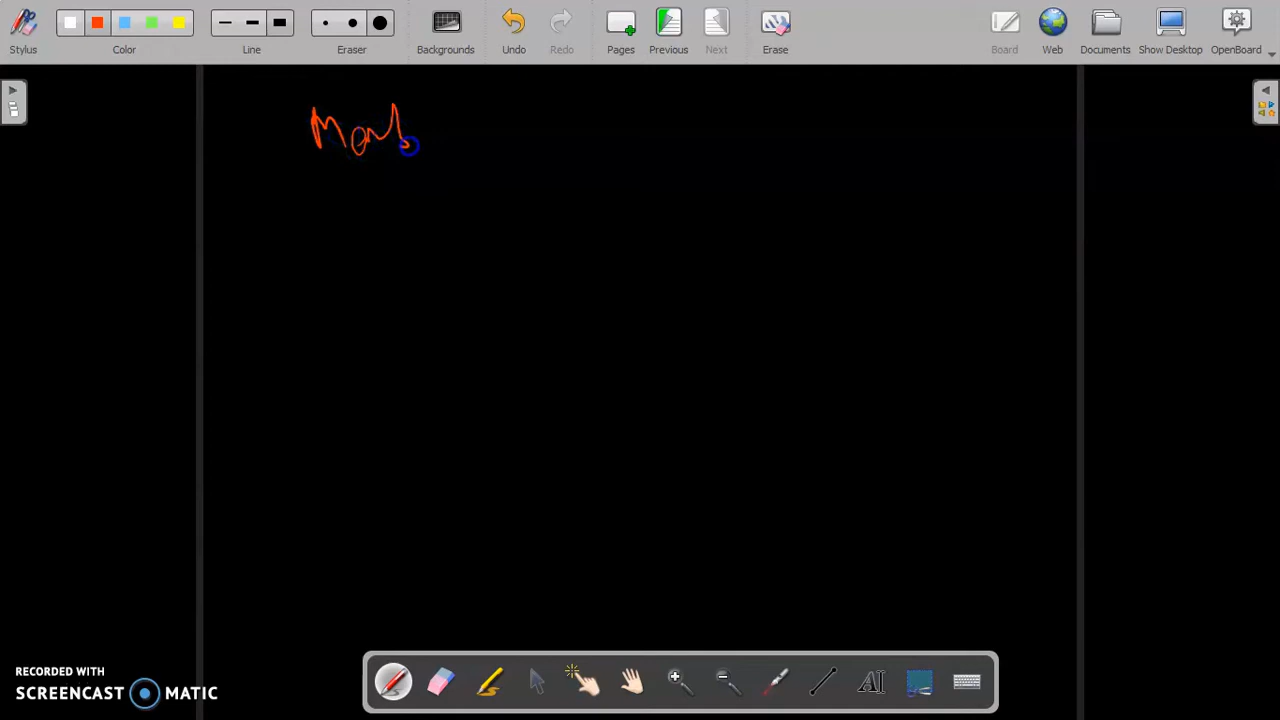 Stylus
Color
Line
Eraser
Backgrounds
Undo
Redo
Pages
Previous
Next
Erase
Board
Web
Documents
Show Desktop
OpenBoard
AI
RECORDED WITH
SCREENCAST MATIC